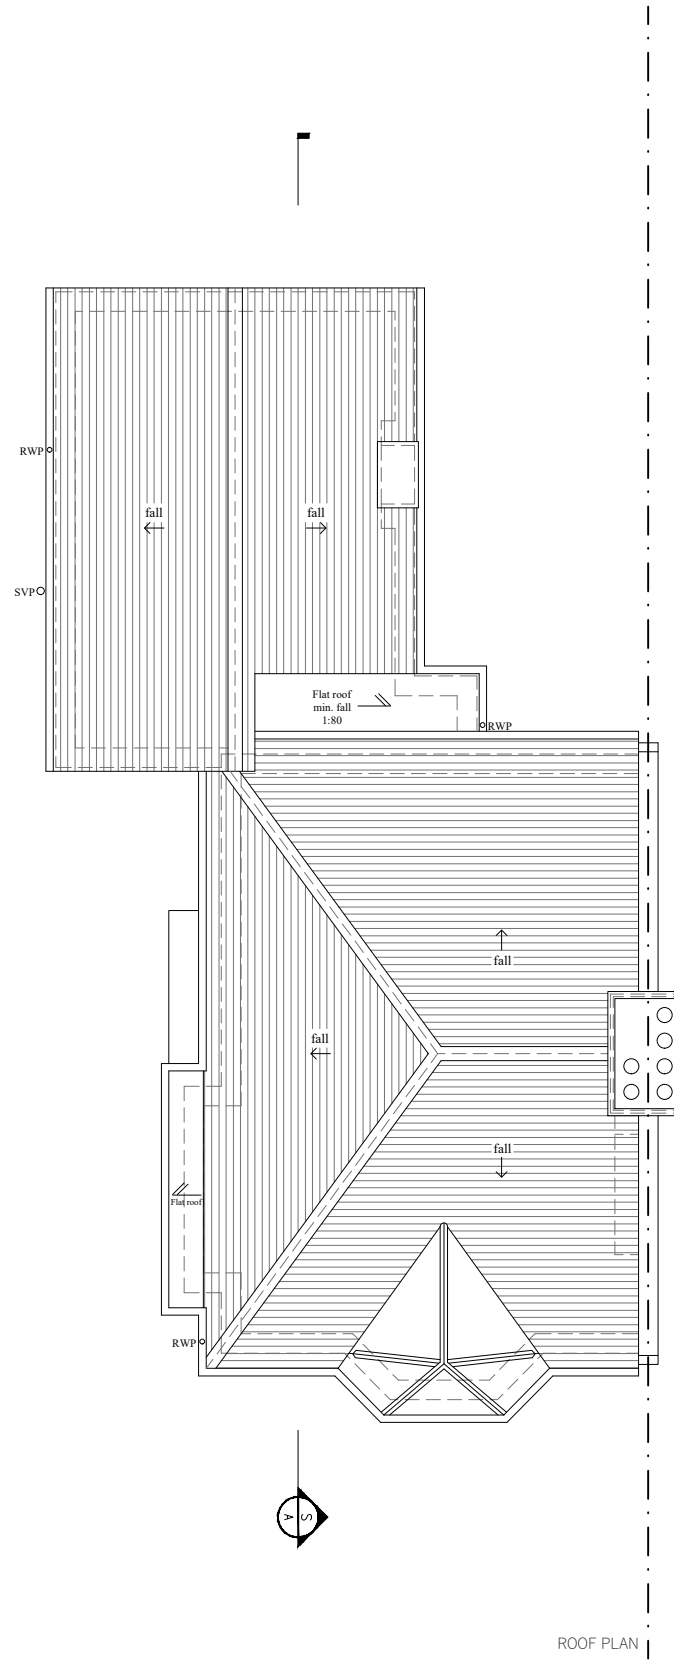 RWP
fall
fall
SVP
Flat roof
min. fall
1:80
RWP
fall
fall
fall
Flat roof
RWP
A
S
ROOF PLAN